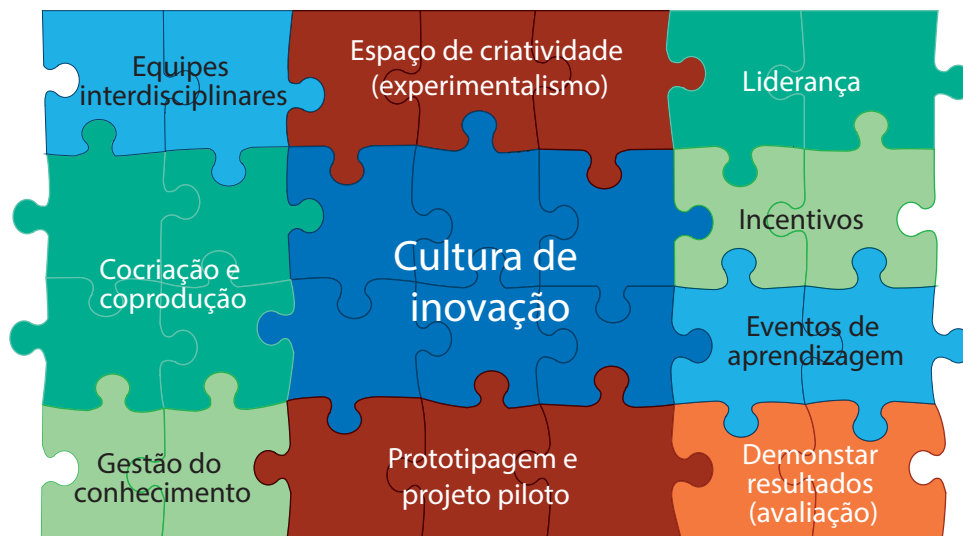 Equipes
interdisciplinares
Espaço de criatividade
(experimentalismo)
Liderança
Incentivos
Cocriação e
coprodução
Cultura de
inovação
Eventos de
aprendizagem
Gestão do
conhecimento
Prototipagem e
projeto piloto
Demonstar
resultados
(avaliação)